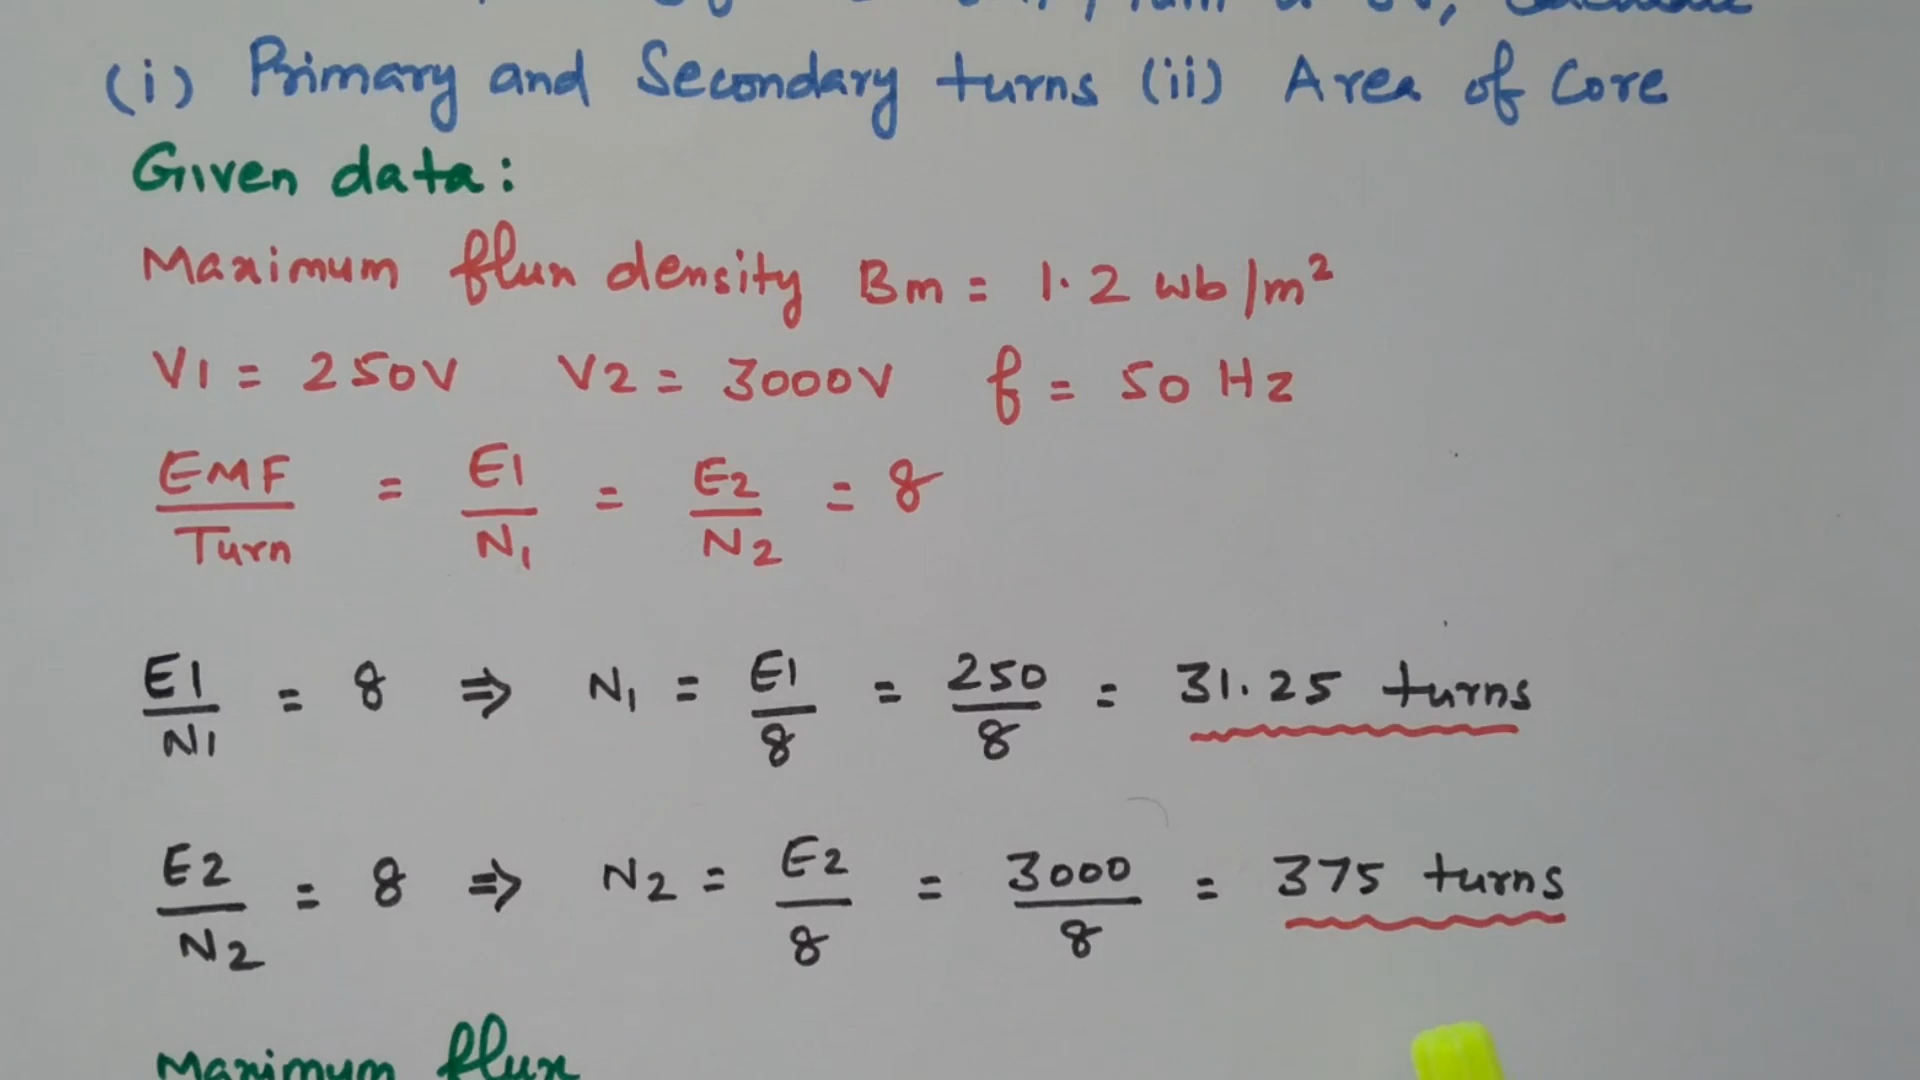 (i) Primary and Secondary turns (ii) Area of Core
Given data:
Maximum flux density Bm = 1.2 wb/m²
V1 = 250V V2 = 3000V f = 50 Hz
EMF/Turn = E1/N1 = E2/N2 = 8
E1/N1 = 8 ⇒ N1 = E1/8 = 250/8 = 31.25 turns
E2/N2 = 8 ⇒ N2 = E2/8 = 3000/8 = 375 turns
Maximum flux